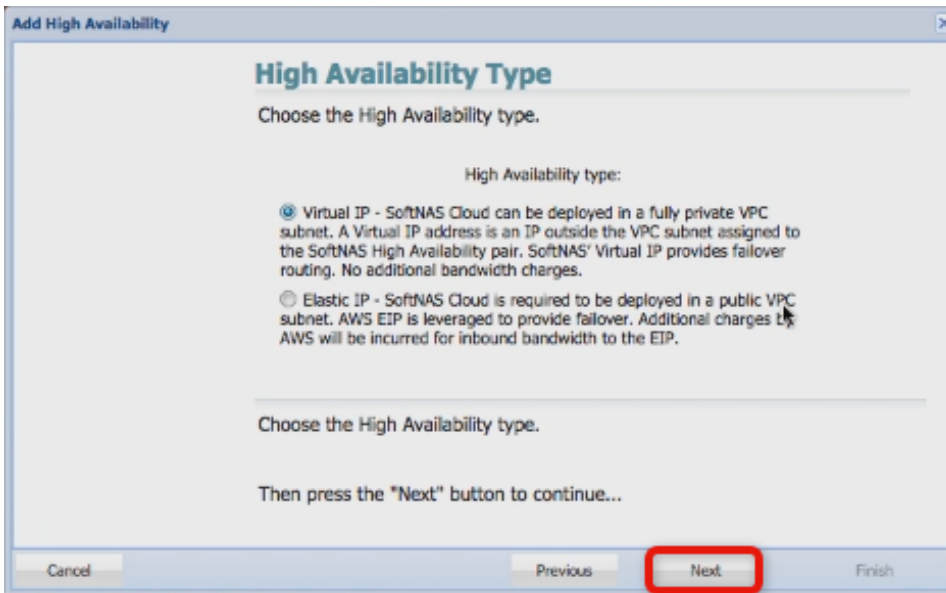 Add High Availability
High Availability Type
Choose the High Availability type.
High Availability type:
Virtual IP - SoftNAS Cloud can be deployed in a fully private VPC
subnet. A Virtual IP address is an IP outside the VPC subnet assigned to
the SoftNAS High Availability pair. SoftNAS' Virtual IP provides failover
routing. No additional bandwidth charges.
Elastic IP - SoftNAS Cloud is required to be deployed in a public VPC
subnet. AWS EIP is leveraged to provide failover. Additional charges by
AWS will be incurred for inbound bandwidth to the EIP.
Choose the High Availability type.
Then press the "Next" button to continue...
Cancel
Previous
Next
Finish